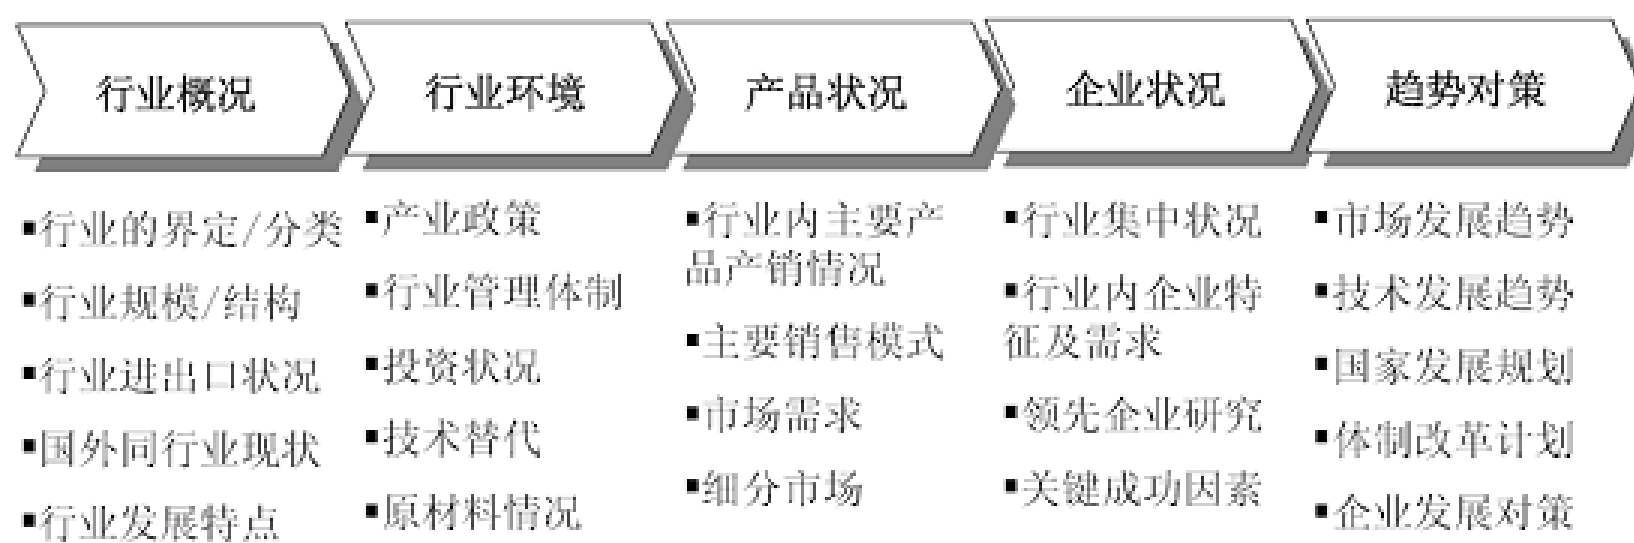 行业概况
行业环境
产品状况
企业状况
趋势对策
▪行业的界定/分类
▪行业规模/结构
▪行业进出口状况
▪国外同行业现状
▪行业发展特点
▪产业政策
▪行业管理体制
▪投资状况
▪技术替代
▪原材料情况
▪行业内主要产
品产销情况
▪主要销售模式
▪市场需求
▪细分市场
▪行业集中状况
▪行业内企业特
征及需求
▪领先企业研究
▪关键成功因素
▪市场发展趋势
▪技术发展趋势
▪国家发展规划
▪体制改革计划
▪企业发展对策